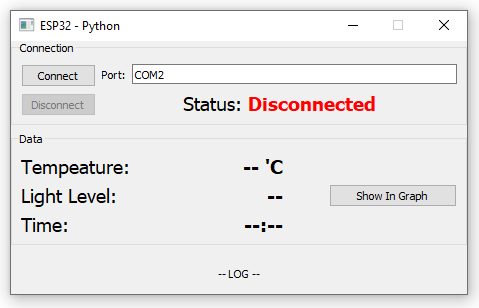 ESP32 - Python
Connection
Connect Port: COM2
Disconnect Status: Disconnected
Data
Tempeature: -- 'C
Light Level: -- Show In Graph
Time: --:--
-- LOG --